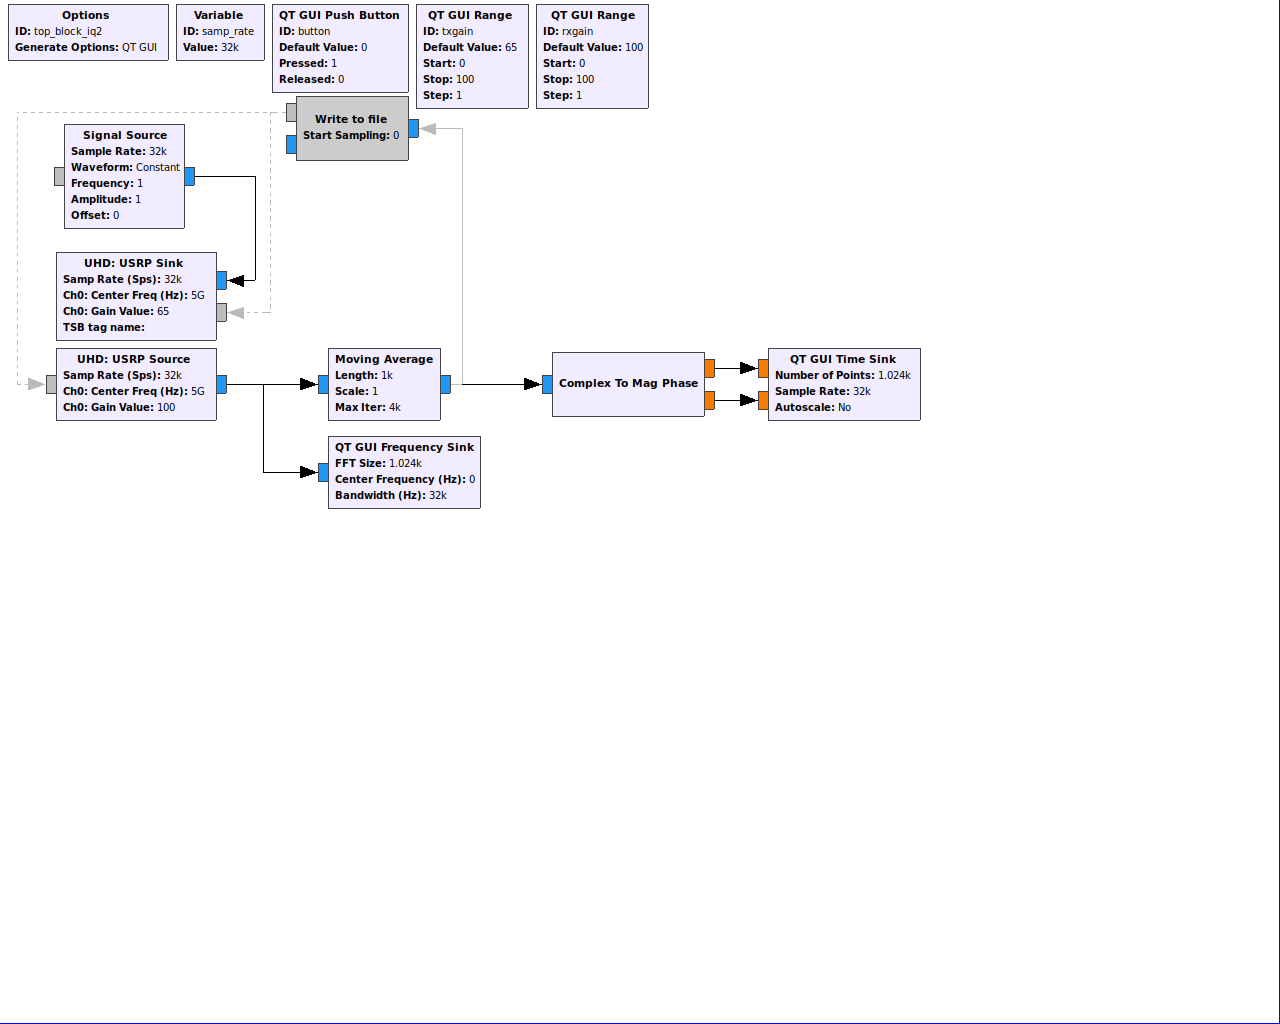 Options
ID: top_block_iq2
Generate Options: QT GUI
Variable
ID: samp_rate
Value: 32k
QT GUI Push Button
ID: button
Default Value: 0
Pressed: 1
Released: 0
QT GUI Range
ID: txgain
Default Value: 65
Start: 0
Stop: 100
Step: 1
QT GUI Range
ID: rxgain
Default Value: 100
Start: 0
Stop: 100
Step: 1
Write to file
Start Sampling: 0
Signal Source
Sample Rate: 32k
Waveform: Constant
Frequency: 1
Amplitude: 1
Offset: 0
UHD: USRP Sink
Samp Rate (Sps): 32k
Ch0: Center Freq (Hz): 5G
Ch0: Gain Value: 65
TSB tag name:
UHD: USRP Source
Samp Rate (Sps): 32k
Ch0: Center Freq (Hz): 5G
Ch0: Gain Value: 100
Moving Average
Length: 1k
Scale: 1
Max Iter: 4k
Complex To Mag Phase
QT GUI Time Sink
Number of Points: 1.024k
Sample Rate: 32k
Autoscale: No
QT GUI Frequency Sink
FFT Size: 1.024k
Center Frequency (Hz): 0
Bandwidth (Hz): 32k